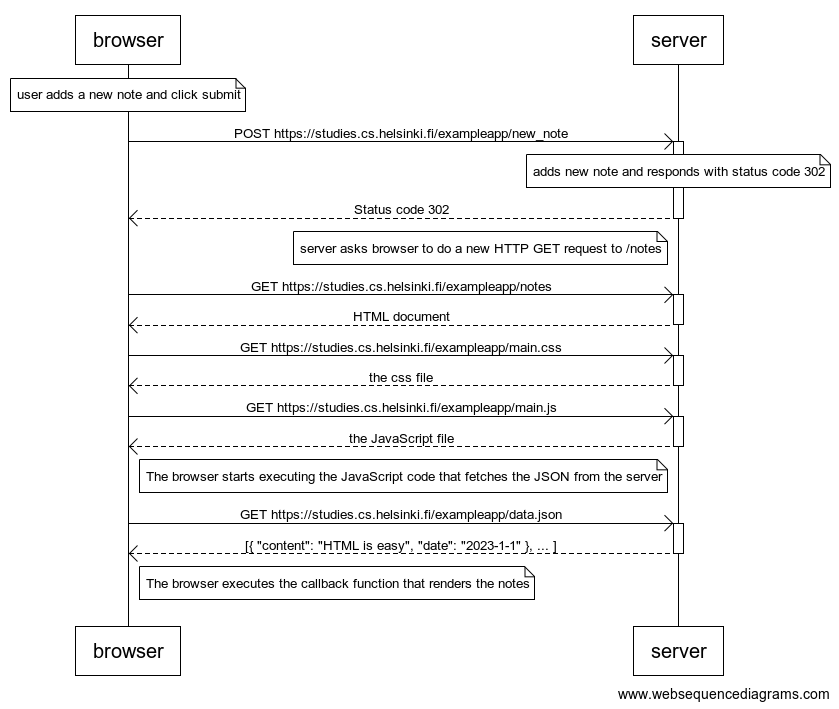 browser
server
user adds a new note and click submit
POST https://studies.cs.helsinki.fi/exampleapp/new_note
adds new note and responds with status code 302
Status code 302
server asks browser to do a new HTTP GET request to /notes
GET https://studies.cs.helsinki.fi/exampleapp/notes
HTML document
GET https://studies.cs.helsinki.fi/exampleapp/main.css
the css file
GET https://studies.cs.helsinki.fi/exampleapp/main.js
the JavaScript file
The browser starts executing the JavaScript code that fetches the JSON from the server
GET https://studies.cs.helsinki.fi/exampleapp/data.json
[{ "content": "HTML is easy", "date": "2023-1-1" }, ... ]
The browser executes the callback function that renders the notes
browser
server
www.websequencediagrams.com